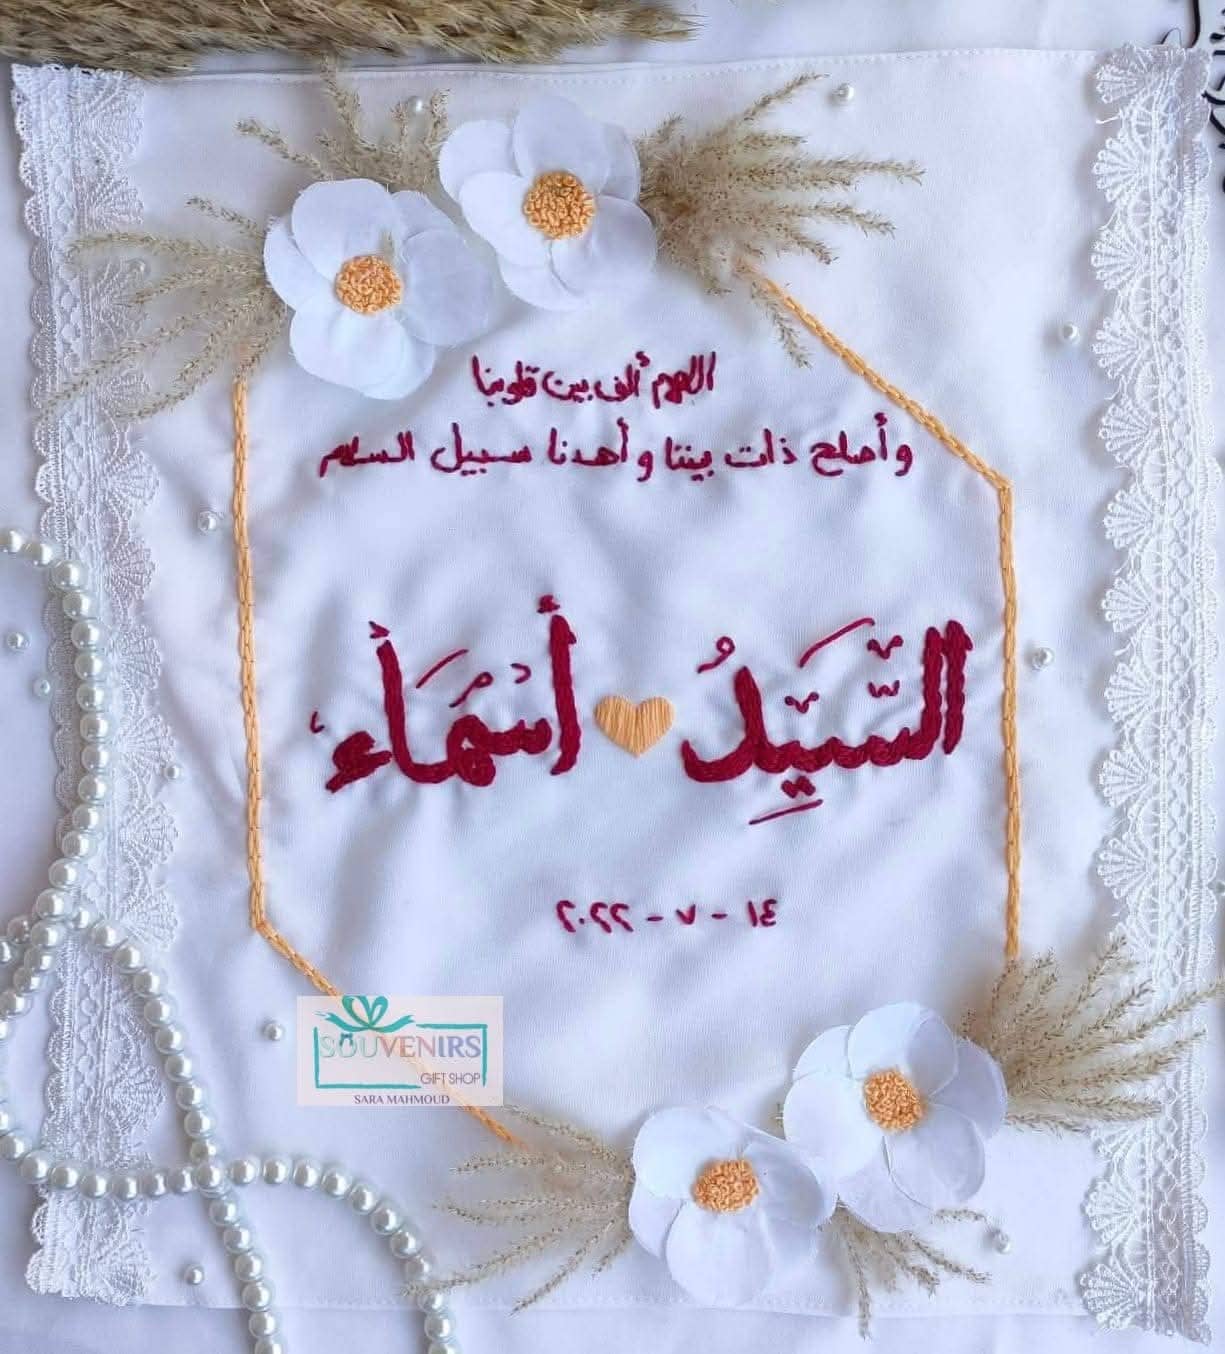 اللهم ألف بين قلوبنا
وأصلح ذات بيننا وأهدنا سبيل السلام
السَّيِّدُ أَسْمَاء
١٤ - ٧ - ٢٠٢٢
SOUVENIRS
GIFT SHOP
SARA MAHMOUD